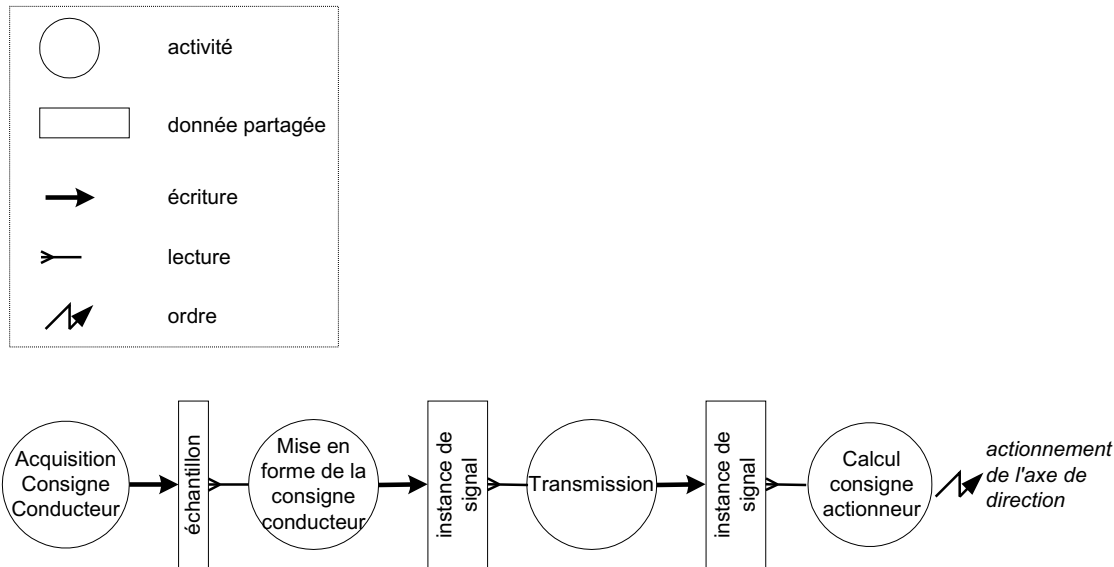 activité
donnée partagée
écriture
lecture
ordre
Acquisition
Consigne
Conducteur
échantillon
Mise en
forme de la
consigne
conducteur
instance de
signal
Transmission
instance de
signal
Calcul
consigne
actionneur
actionnement
de l'axe de
direction